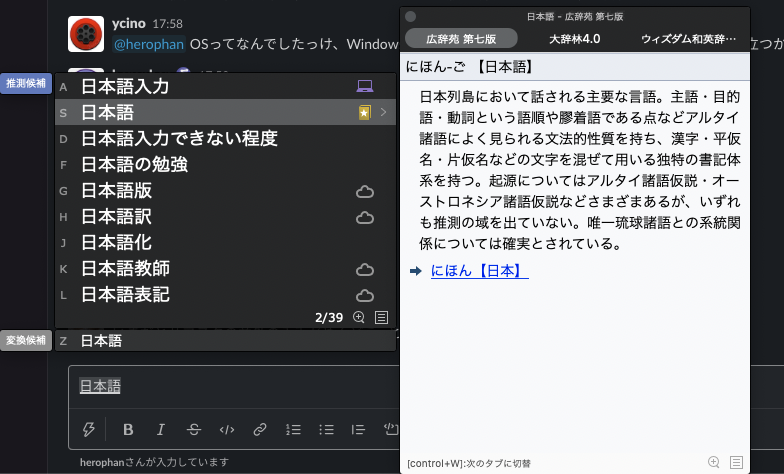 ycino 17:58
@herophan OSってなんでしたっけ、Window
推測候補
A 日本語入力
S 日本語
D 日本語入力できない程度
F 日本語の勉強
G 日本語版
H 日本語訳
J 日本語化
K 日本語教師
L 日本語表記
2/39
変換候補
Z 日本語
日本語
B I S </>
herophanさんが入力しています
日本語 - 広辞苑 第七版
広辞苑 第七版 大辞林4.0 ウィズダム和英辞…
にほん-ご 【日本語】
日本列島において話される主要な言語。主語・目的
語・動詞という語順や膠着語である点などアルタイ
諸語によく見られる文法的性質を持ち、漢字・平仮
名・片仮名などの文字を混ぜて用いる独特の書記体
系を持つ。起源についてはアルタイ諸語仮説・オー
ストロネシア諸語仮説などさまざまあるが、いずれ
も推測の域を出ていない。唯一琉球諸語との系統関
係については確実とされている。
➡ にほん【日本】
[control+W]:次のタブに切替
立つか